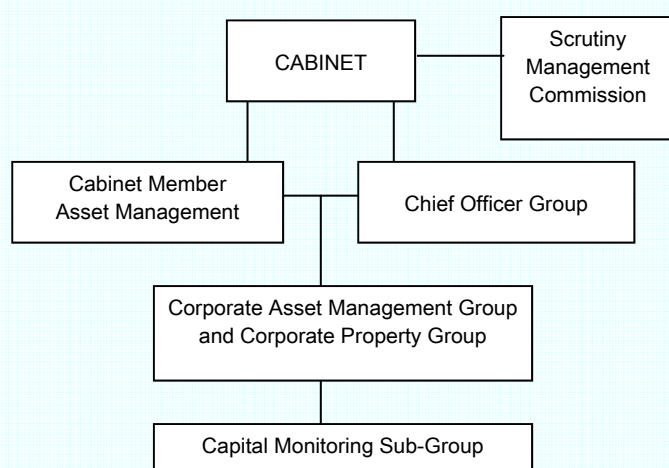 CABINET
Scrutiny
Management
Commission
Cabinet Member
Asset Management
Chief Officer Group
Corporate Asset Management Group
and Corporate Property Group
Capital Monitoring Sub-Group